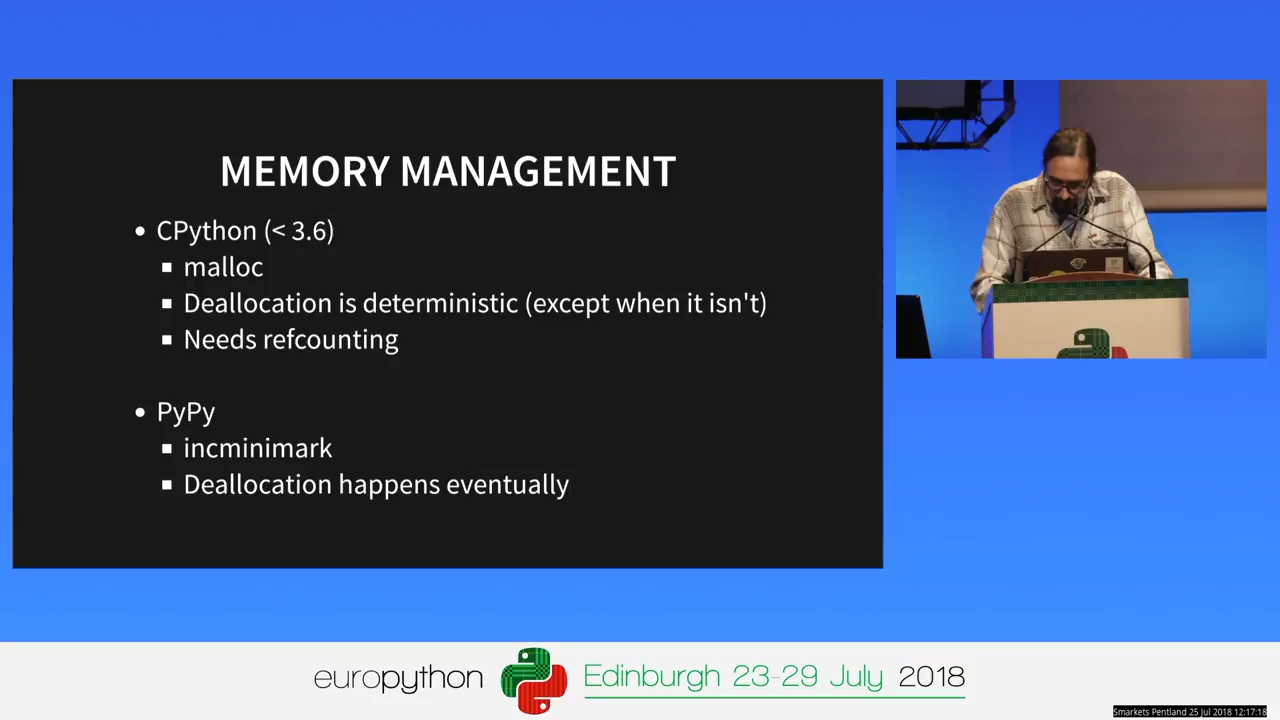 MEMORY MANAGEMENT
• CPython (< 3.6)
▪ malloc
▪ Deallocation is deterministic (except when it isn't)
▪ Needs refcounting
• PyPy
▪ incminimark
▪ Deallocation happens eventually
europython Edinburgh 23-29 July 2018
Smarkets Pentland 25 Jul 2018 12:17:18